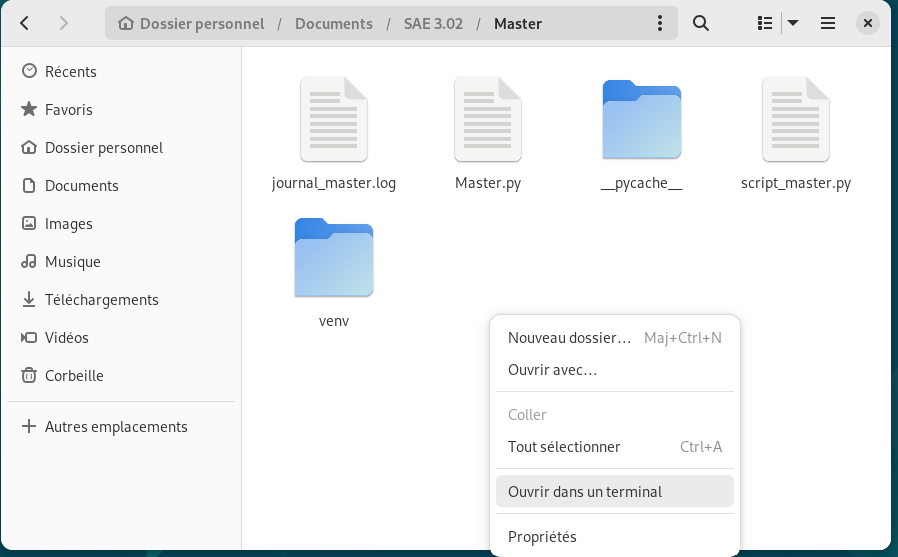 Dossier personnel / Documents / SAE 3.02 / Master
Récents
Favoris
Dossier personnel
Documents
Images
Musique
Téléchargements
Vidéos
Corbeille
Autres emplacements
journal_master.log
Master.py
__pycache__
script_master.py
venv
Nouveau dossier… Maj+Ctrl+N
Ouvrir avec…
Coller
Tout sélectionner Ctrl+A
Ouvrir dans un terminal
Propriétés